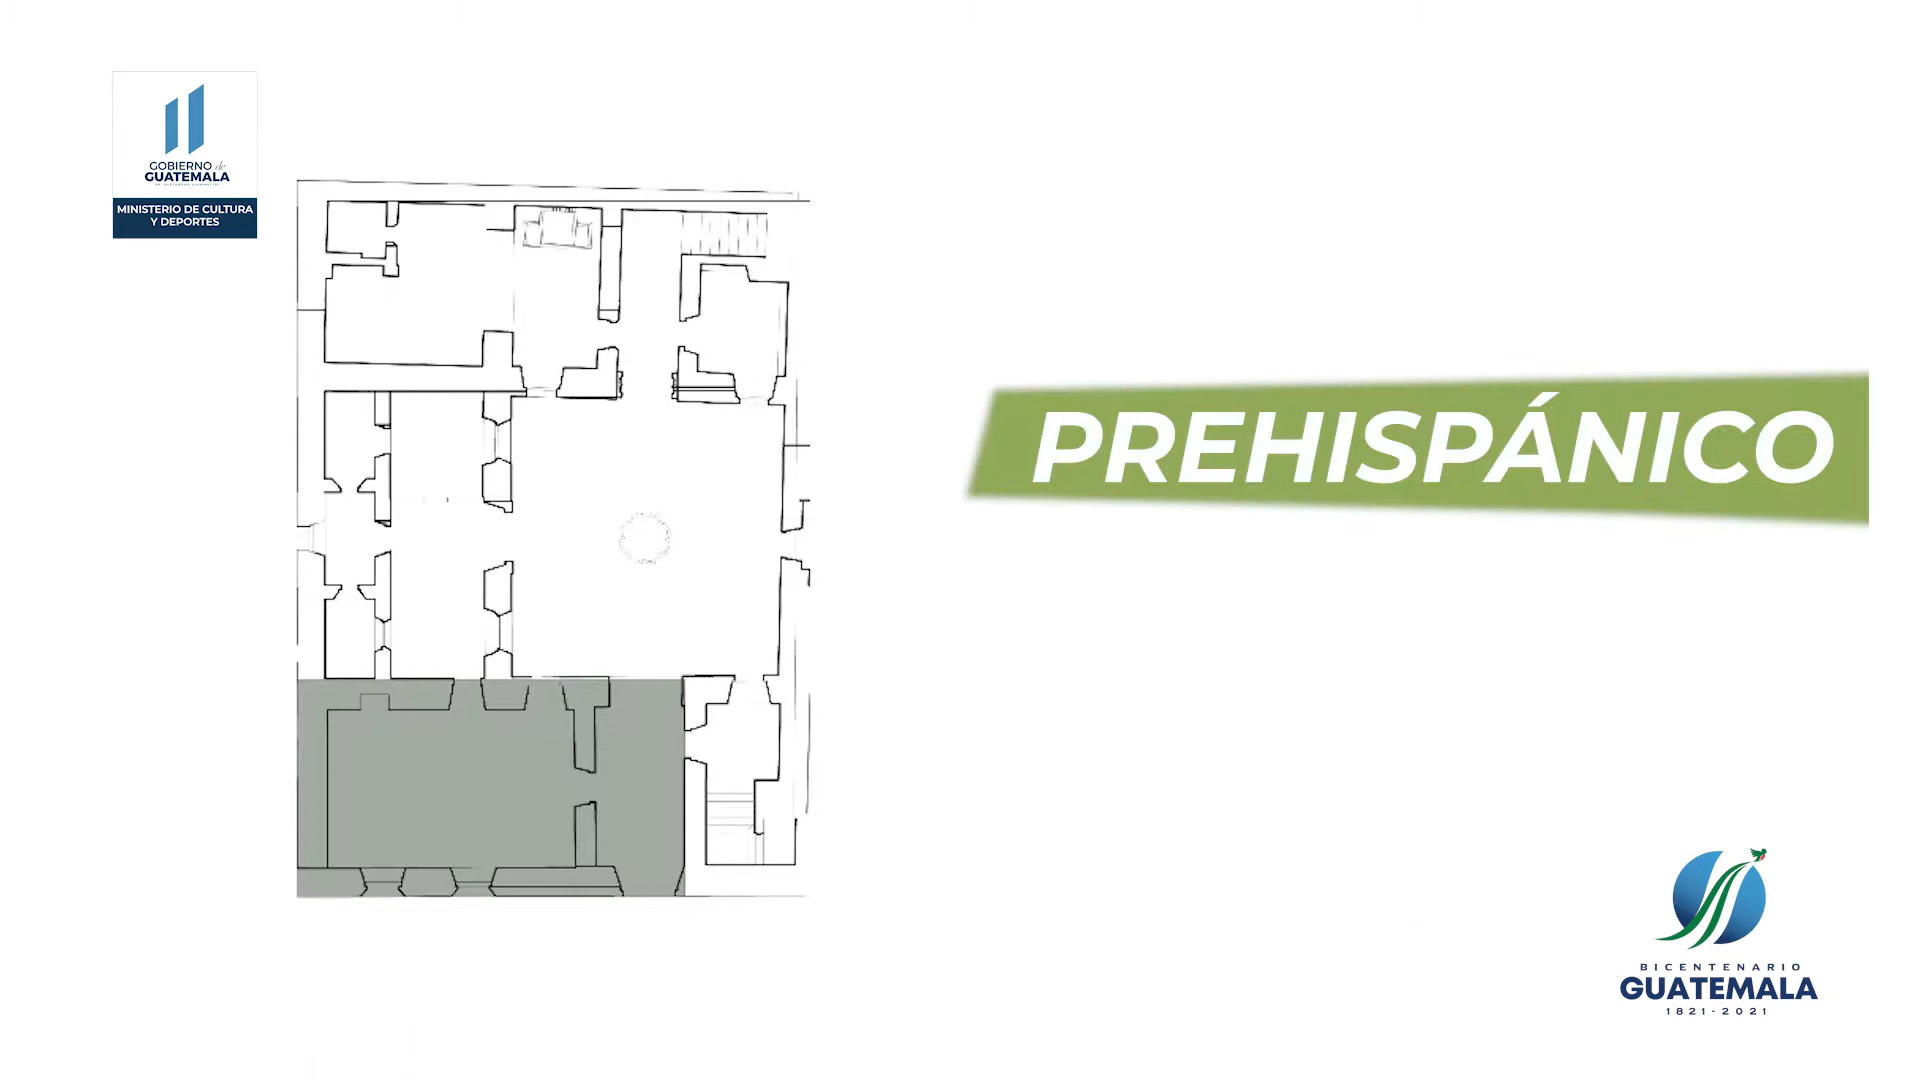 GOBIERNO de
GUATEMALA
MINISTERIO DE CULTURA
Y DEPORTES
PREHISPÁNICO
BICENTENARIO
GUATEMALA
1821-2021